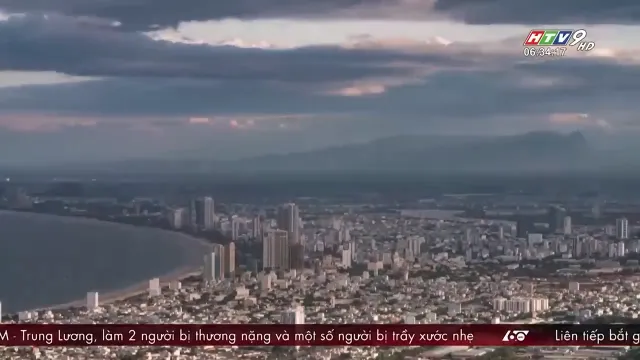 HTV9 HD
06:34:17
M - Trung Lương, làm 2 người bị thương nặng và một số người bị trầy xước nhẹ Liên tiếp bắt g